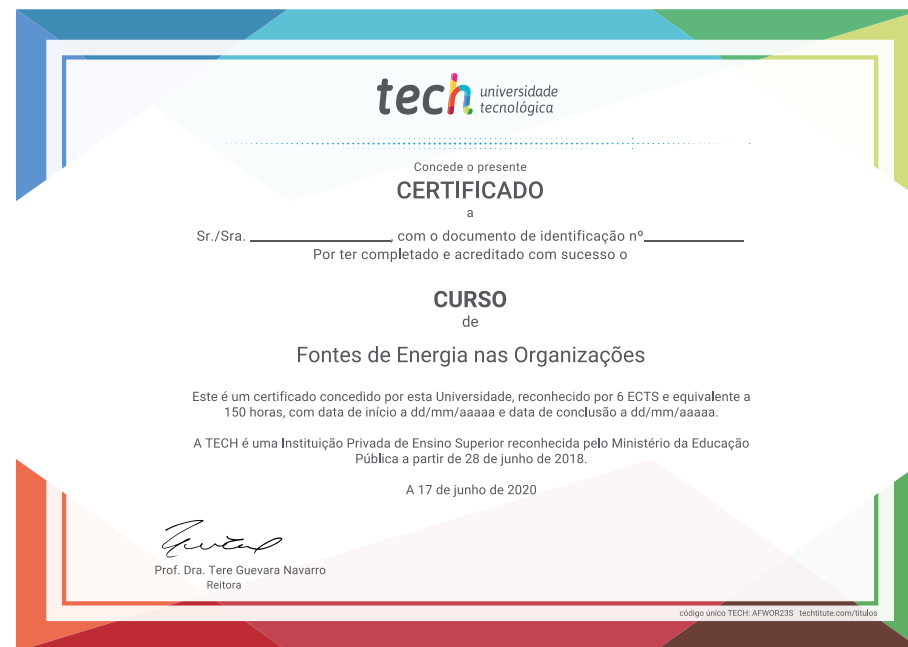 tech universidade
tecnológica
Concede o presente
CERTIFICADO
a
Sr./Sra. ________________, com o documento de identificação nº____________
Por ter completado e acreditado com sucesso o
CURSO
de
Fontes de Energia nas Organizações
Este é um certificado concedido por esta Universidade, reconhecido por 6 ECTS e equivalente a
150 horas, com data de início a dd/mm/aaaaa e data de conclusão a dd/mm/aaaaa.
A TECH é uma Instituição Privada de Ensino Superior reconhecida pelo Ministério da Educação
Pública a partir de 28 de junho de 2018.
A 17 de junho de 2020
Prof. Dra. Tere Guevara Navarro
Reitora
código único TECH: AFWOR23S techtitute.com/titulos